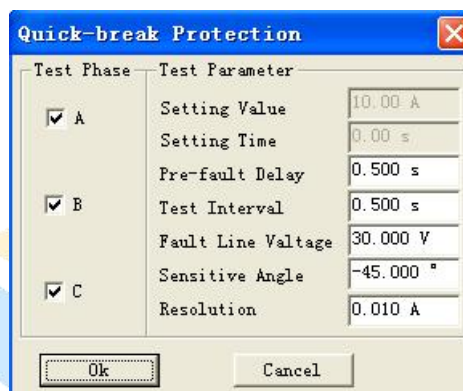 Quick-break Protection
Test Phase
A
B
C
Test Parameter
Setting Value 10.00 A
Setting Time 0.00 s
Pre-fault Delay 0.500 s
Test Interval 0.500 s
Fault Line Valtage 30.000 V
Sensitive Angle -45.000 °
Resolution 0.010 A
Ok
Cancel